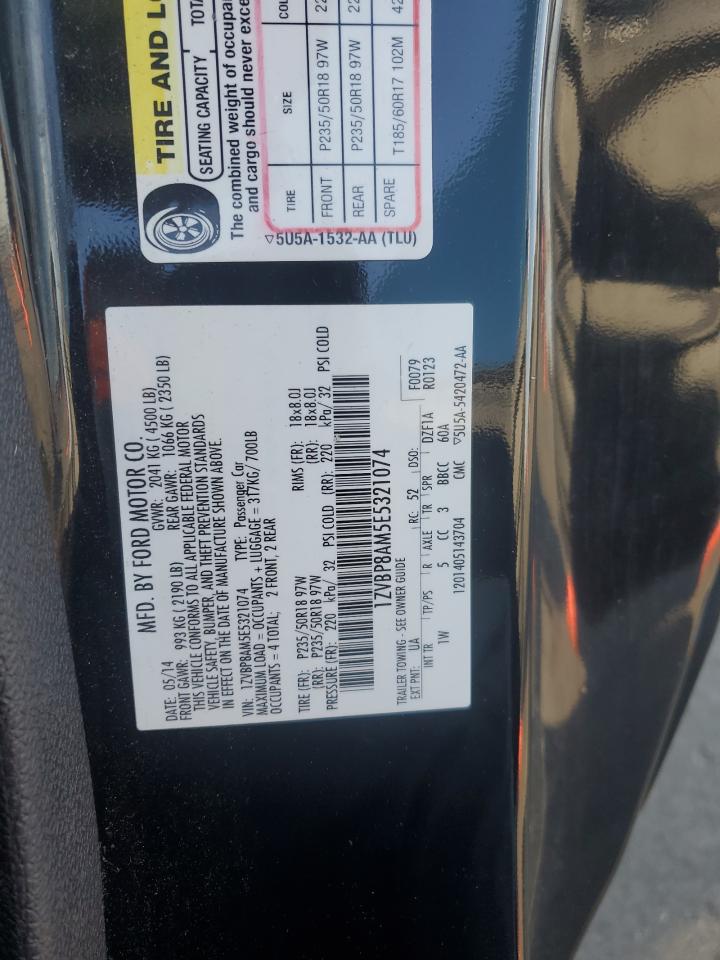 TIRE AND LO
SEATING CAPACITY TOTA
The combined weight of occupa
and cargo should never exce
TIRE SIZE COL
FRONT P235/50R18 97W 22
REAR P235/50R18 97W 22
SPARE T185/60R17 102M 42
▽5U5A-1532-AA (TLU)
MFD. BY FORD MOTOR CO.
DATE: 05/14 GVWR: 2041 KG (4500 LB)
FRONT GAWR: 993 KG (2190 LB) REAR GAWR: 1066 KG (2350 LB)
THIS VEHICLE CONFORMS TO ALL APPLICABLE FEDERAL MOTOR
VEHICLE SAFETY, BUMPER, AND THEFT PREVENTION STANDARDS
IN EFFECT ON THE DATE OF MANUFACTURE SHOWN ABOVE.
VIN: 1ZVBP8AM5E5321074 TYPE: Passenger Car
MAXIMUM LOAD = OCCUPANTS + LUGGAGE = 317KG/700LB
OCCUPANTS = 4 TOTAL; 2 FRONT, 2 REAR
TIRE (FR): P235/50R18 97W RIMS (FR): 18x8.0J
(RR): P235/50R18 97W (RR): 18x8.0J
PRESSURE (FR): 220 kPa/ 32 PSI COLD (RR): 220 kPa/ 32 PSI COLD
1ZVBP8AM5E5321074
TRAILER TOWING - SEE OWNER GUIDE F0079
EXT PNT: UA RC: 52 DSO: R0123
INT TR TP/PS R AXLE TR SPR DZF1A
1W 5 CC 3 BBCC 60A
1201405143704 CMC ▽5U5A-5420472-AA